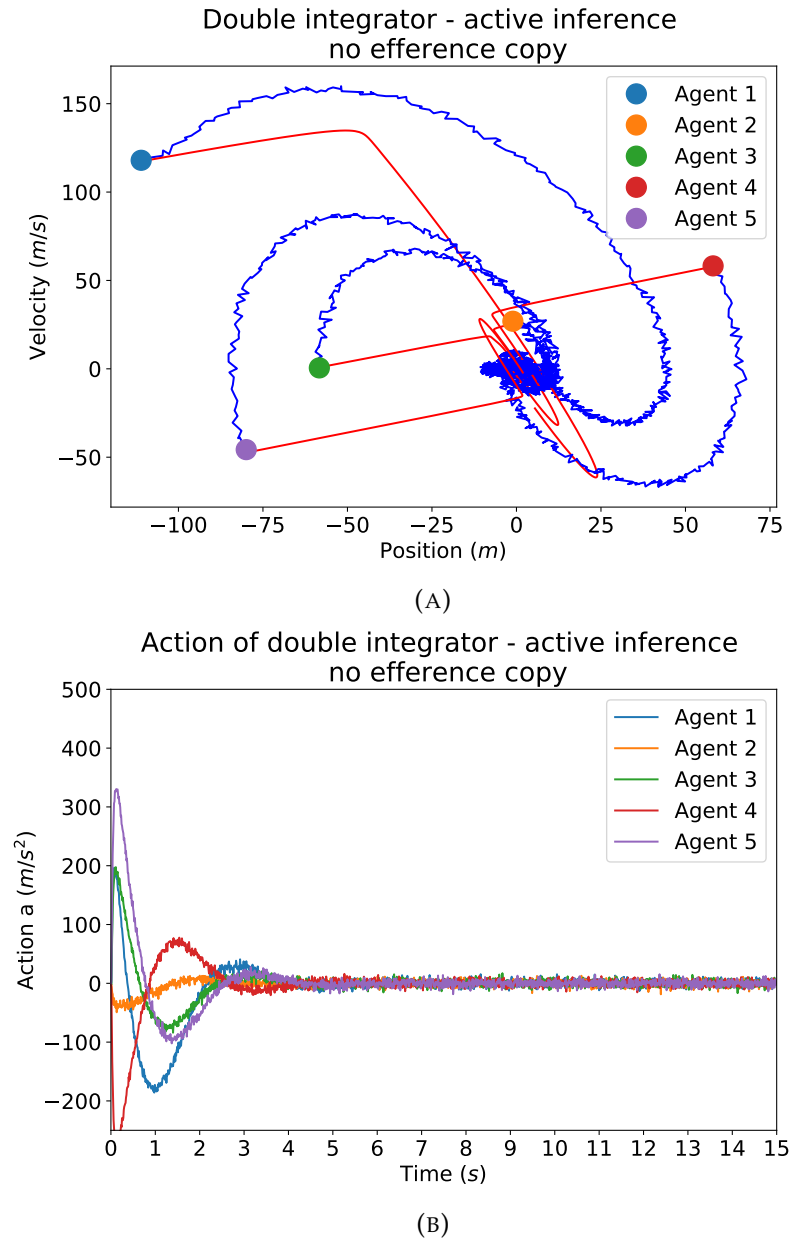 Double integrator - active inference
no efference copy
150
100
50
0
−50
Velocity (m/s)
Agent 1
Agent 2
Agent 3
Agent 4
Agent 5
−100
−75
−50
−25
0
25
50
75
Position (m)
(A)
Action of double integrator - active inference
no efference copy
500
400
300
200
100
0
−100
−200
Action a (m/s²)
Agent 1
Agent 2
Agent 3
Agent 4
Agent 5
0
1
2
3
4
5
6
7
8
9
10
11
12
13
14
15
Time (s)
(B)